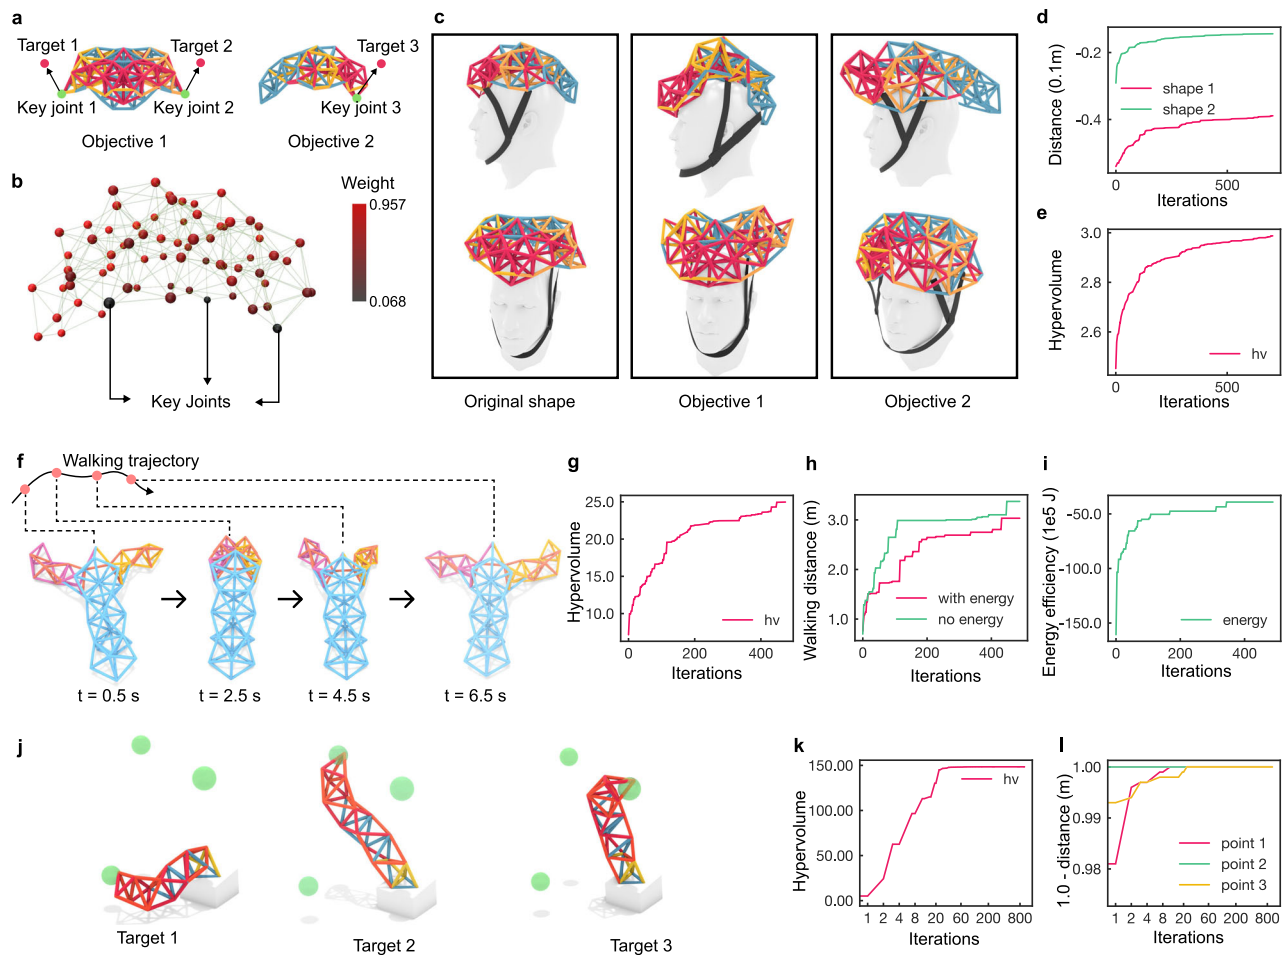 a
Target 1
Target 2
Target 3
Key joint 1
Key joint 2
Key joint 3
Objective 1
Objective 2
b
Weight
0.957
0.068
Key Joints
c
Original shape
Objective 1
Objective 2
d
Distance (0.1m)
-0.2
-0.4
shape 1
shape 2
0
500
Iterations
e
Hypervolume
3.0
2.8
2.6
hv
0
500
Iterations
f
Walking trajectory
t = 0.5 s
t = 2.5 s
t = 4.5 s
t = 6.5 s
g
Hypervolume
25.0
20.0
15.0
10.0
hv
0
200
400
Iterations
h
Walking distance (m)
3.0
2.0
1.0
with energy
no energy
0
200
400
Iterations
i
Energy efficiency (1e5 J)
-50.0
-100.0
-150.0
energy
0
200
400
Iterations
j
Target 1
Target 2
Target 3
k
Hypervolume
150.00
100.00
50.00
0.00
hv
1 2 4 8 20 60 200 800
Iterations
l
1.0 - distance (m)
1.00
0.99
0.98
point 1
point 2
point 3
1 2 4 8 20 60 200 800
Iterations